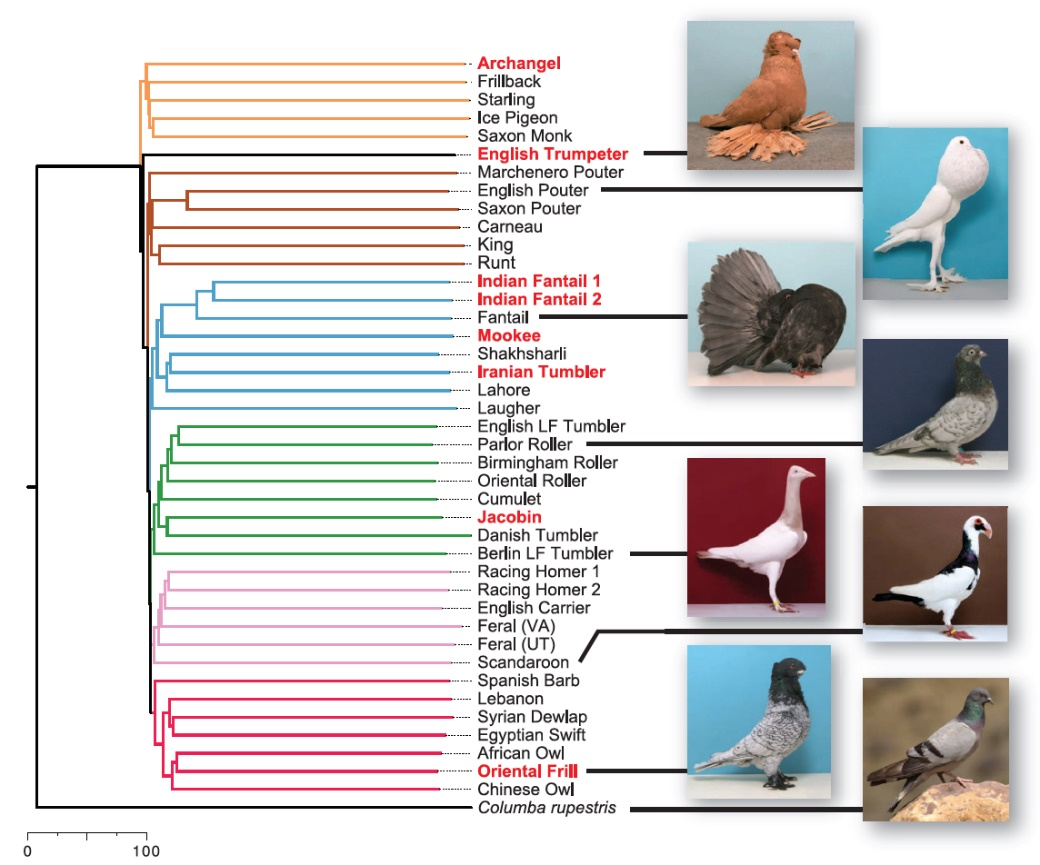 Archangel
Frillback
Starling
Ice Pigeon
Saxon Monk
English Trumpeter
Marchenero Pouter
English Pouter
Saxon Pouter
Carneau
King
Runt
Indian Fantail 1
Indian Fantail 2
Fantail
Mookee
Shakhsharli
Iranian Tumbler
Lahore
Laugher
English LF Tumbler
Parlor Roller
Birmingham Roller
Oriental Roller
Cumulet
Jacobin
Danish Tumbler
Berlin LF Tumbler
Racing Homer 1
Racing Homer 2
English Carrier
Feral (VA)
Feral (UT)
Scandaroon
Spanish Barb
Lebanon
Syrian Dewlap
Egyptian Swift
African Owl
Oriental Frill
Chinese Owl
Columba rupestris
0 100